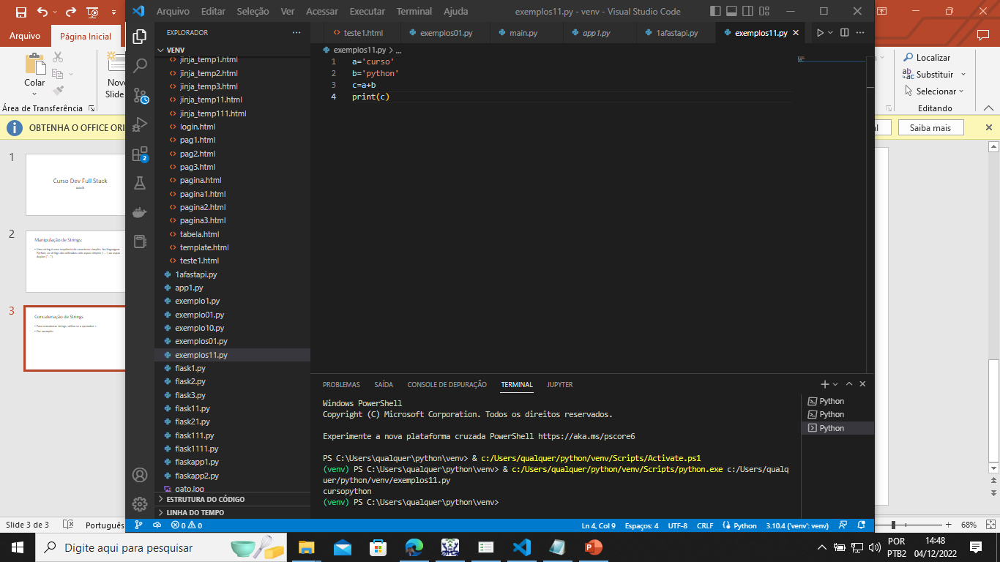 Arquivo Editar Seleção Ver Acessar Executar Terminal Ajuda exemplos11.py - venv - Visual Studio Code
Arquivo
Página Inicial
Colar
Novo
Slide
Área de Transferência
OBTENHA O OFFICE ORI
1
Curso Dev Full Stack
2
Manipulação de Strings:
3
Concatenação de Strings
• Para concatenar strings, utiliza-se o operador +
• Por exemplo:
EXPLORADOR
VENV
jinja_temp1.html
jinja_temp2.html
jinja_temp3.html
jinja_temp11.html
jinja_temp111.html
login.html
pag1.html
pag2.html
pag3.html
pagina.html
pagina1.html
pagina2.html
pagina3.html
tabela.html
template.html
teste1.html
1afastapi.py
app1.py
exemplo1.py
exemplo01.py
exemplo10.py
exemplos01.py
exemplos11.py
flask1.py
flask2.py
flask3.py
flask11.py
flask21.py
flask111.py
flask1111.py
flaskapp1.py
flaskapp2.py
gato.jpg
ESTRUTURA DO CÓDIGO
LINHA DO TEMPO
2
teste1.html exemplos01.py main.py app1.py 1afastapi.py exemplos11.py
exemplos11.py > ...
1 a='curso'
2 b='python'
3 c=a+b
4 print(c)
PROBLEMAS SAÍDA CONSOLE DE DEPURAÇÃO TERMINAL JUPYTER
Windows PowerShell
Copyright (C) Microsoft Corporation. Todos os direitos reservados.
Experimente a nova plataforma cruzada PowerShell https://aka.ms/pscore6
PS C:\Users\qualquer\python\venv> & c:/Users/qualquer/python/venv/Scripts/Activate.ps1
(venv) PS C:\Users\qualquer\python\venv> & c:/Users/qualquer/python/venv/Scripts/python.exe c:/Users/qualq
uer/python/venv/exemplos11.py
cursopython
(venv) PS C:\Users\qualquer\python\venv>
Python
Python
Python
Localizar
Substituir
Selecionar
Editando
Saiba mais
0 0 Ln 4, Col 9 Espaços: 4 UTF-8 CRLF Python 3.10.4 ('venv': venv)
Slide 3 de 3 Português
68%
Digite aqui para pesquisar
POR
PTB2
14:48
04/12/2022